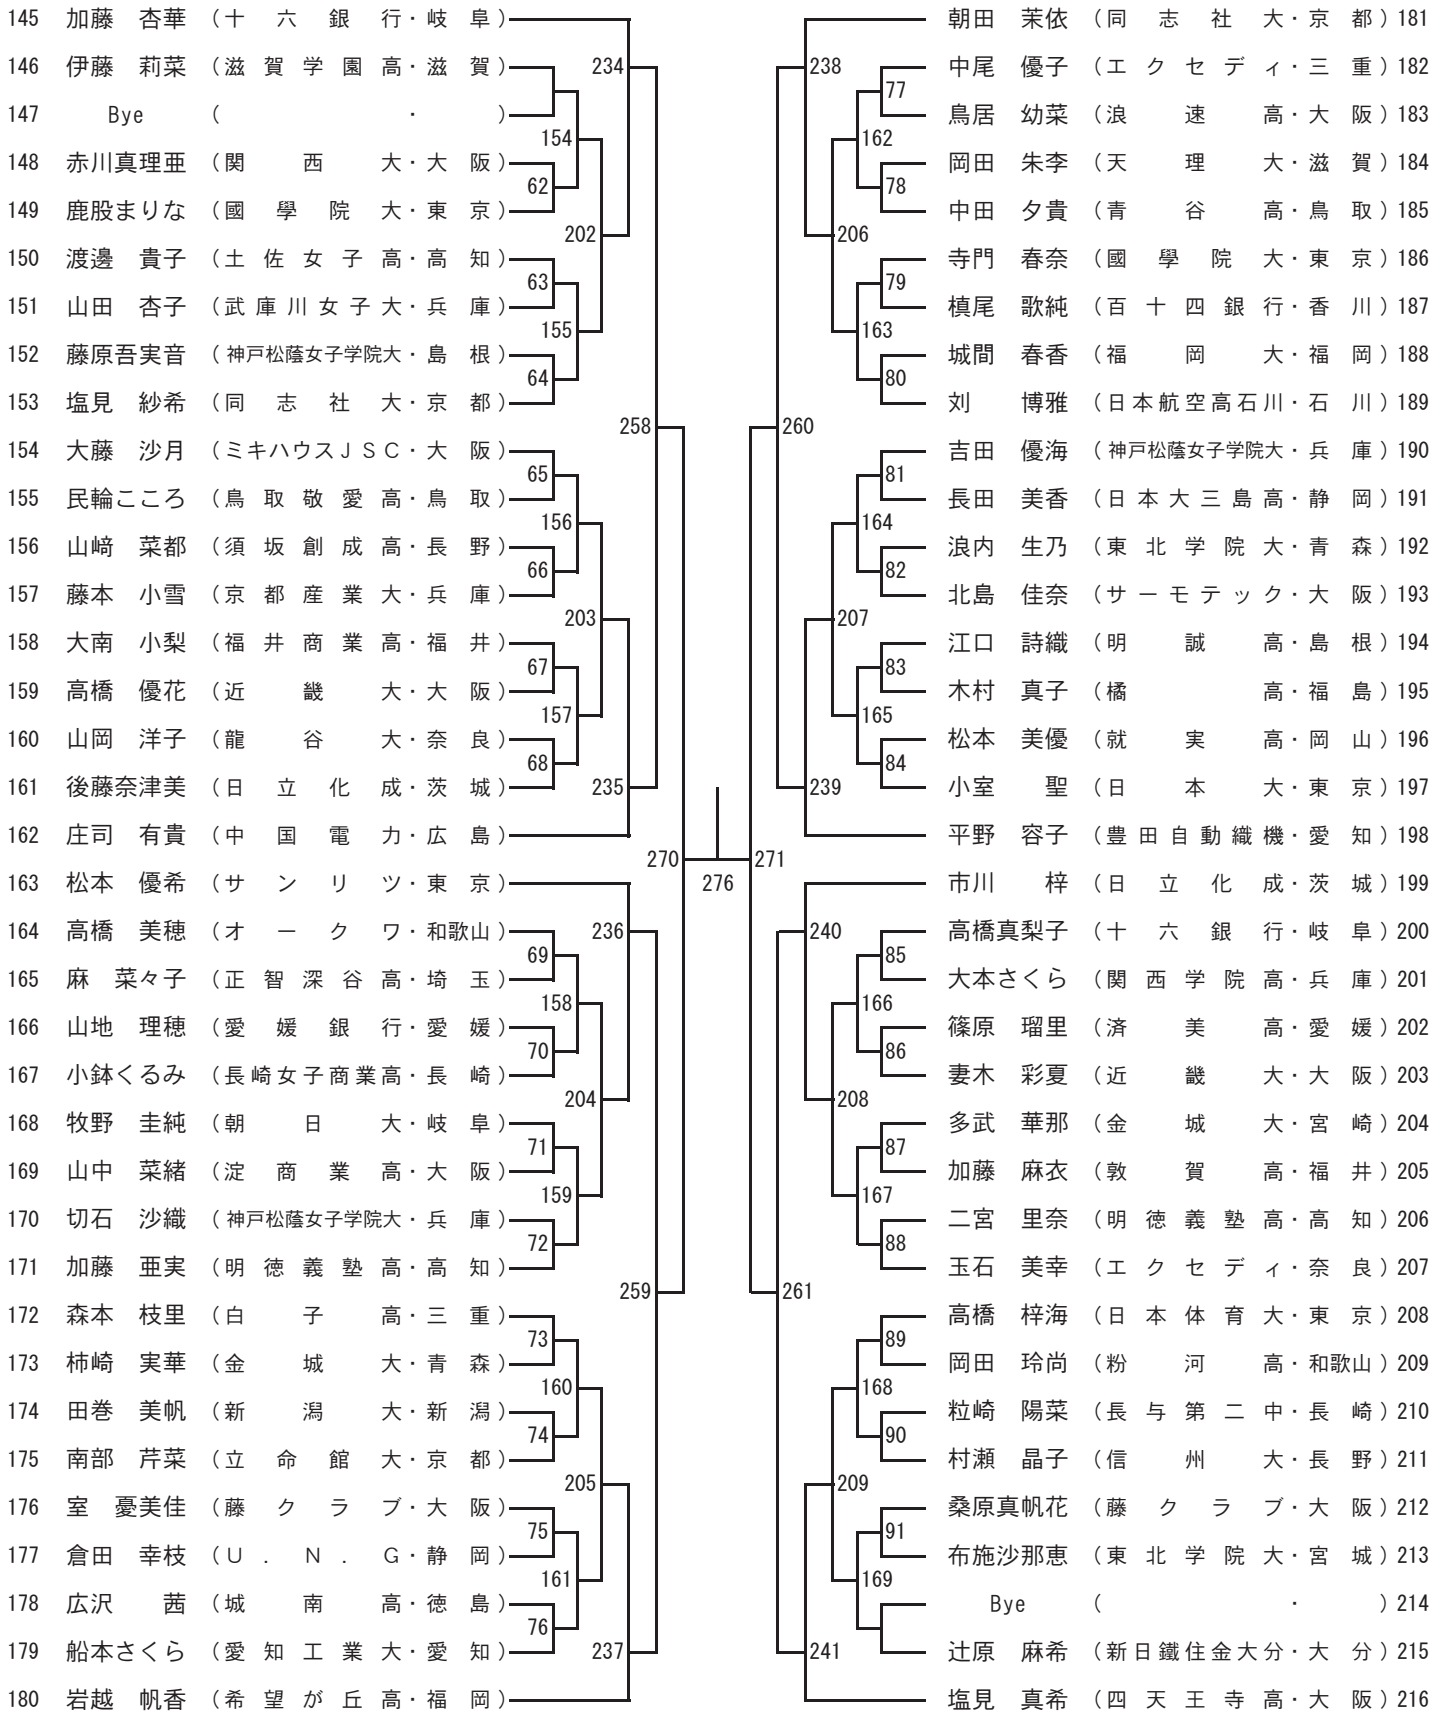 145 加藤 杏華 (十六銀行・岐阜)
146 伊藤 莉菜 (滋賀学園高・滋賀)
147 Bye ( ・ )
148 赤川真理亜 (関西大・大阪)
149 鹿股まりな (國學院大・東京)
150 渡邊 貴子 (土佐女子高・高知)
151 山田 杏子 (武庫川女子大・兵庫)
152 藤原吾実音 (神戸松蔭女子学院大・島根)
153 塩見 紗希 (同志社大・京都)
154 大藤 沙月 (ミキハウスJSC・大阪)
155 民輪こころ (鳥取敬愛高・鳥取)
156 山﨑 菜都 (須坂創成高・長野)
157 藤本 小雪 (京都産業大・兵庫)
158 大南 小梨 (福井商業高・福井)
159 高橋 優花 (近畿大・大阪)
160 山岡 洋子 (龍谷大・奈良)
161 後藤奈津美 (日立化成・茨城)
162 庄司 有貴 (中国電力・広島)
163 松本 優希 (サンリツ・東京)
164 高橋 美穂 (オークワ・和歌山)
165 麻 菜々子 (正智深谷高・埼玉)
166 山地 理穂 (愛媛銀行・愛媛)
167 小鉢くるみ (長崎女子商業高・長崎)
168 牧野 圭純 (朝日大・岐阜)
169 山中 菜緒 (淀商業高・大阪)
170 切石 沙織 (神戸松蔭女子学院大・兵庫)
171 加藤 亜実 (明徳義塾高・高知)
172 森本 枝里 (白子高・三重)
173 柿崎 実華 (金城大・青森)
174 田巻 美帆 (新潟大・新潟)
175 南部 芹菜 (立命館大・京都)
176 室 憂美佳 (藤クラブ・大阪)
177 倉田 幸枝 (U.N.G・静岡)
178 広沢 茜 (城南高・徳島)
179 船本さくら (愛知工業大・愛知)
180 岩越 帆香 (希望が丘高・福岡)
62
63
64
65
66
67
68
69
70
71
72
73
74
75
76
154
155
156
157
158
159
160
161
202
203
204
205
234
235
236
237
258
259
270
276
271
260
261
238
239
240
241
206
207
208
209
162
163
164
165
166
167
168
169
77
78
79
80
81
82
83
84
85
86
87
88
89
90
91
朝田 茉依 (同志社大・京都) 181
中尾 優子 (エクセディ・三重) 182
鳥居 幼菜 (浪速高・大阪) 183
岡田 朱李 (天理大・滋賀) 184
中田 夕貴 (青谷高・鳥取) 185
寺門 春奈 (國學院大・東京) 186
槙尾 歌純 (百十四銀行・香川) 187
城間 春香 (福岡大・福岡) 188
刘 博雅 (日本航空高石川・石川) 189
吉田 優海 (神戸松蔭女子学院大・兵庫) 190
長田 美香 (日本大三島高・静岡) 191
浪内 生乃 (東北学院大・青森) 192
北島 佳奈 (サーモテック・大阪) 193
江口 詩織 (明誠高・島根) 194
木村 真子 (橘高・福島) 195
松本 美優 (就実高・岡山) 196
小室 聖 (日本大・東京) 197
平野 容子 (豊田自動織機・愛知) 198
市川 梓 (日立化成・茨城) 199
高橋真梨子 (十六銀行・岐阜) 200
大本さくら (関西学院高・兵庫) 201
篠原 瑠里 (済美高・愛媛) 202
妻木 彩夏 (近畿大・大阪) 203
多武 華那 (金城大・宮崎) 204
加藤 麻衣 (敦賀高・福井) 205
二宮 里奈 (明徳義塾高・高知) 206
玉石 美幸 (エクセディ・奈良) 207
高橋 梓海 (日本体育大・東京) 208
岡田 玲尚 (粉河高・和歌山) 209
粒崎 陽菜 (長与第二中・長崎) 210
村瀬 晶子 (信州大・長野) 211
桑原真帆花 (藤クラブ・大阪) 212
布施沙那恵 (東北学院大・宮城) 213
Bye ( ・ ) 214
辻原 麻希 (新日鐵住金大分・大分) 215
塩見 真希 (四天王寺高・大阪) 216